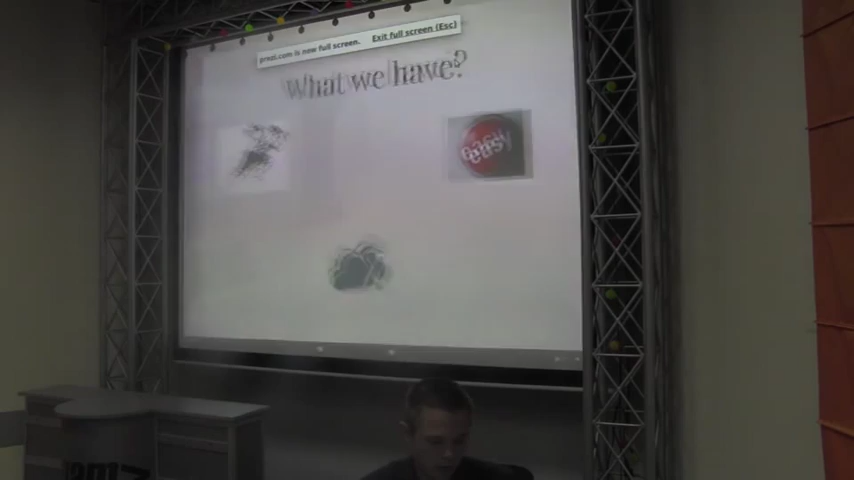 prezi.com is now full screen. Exit full screen (Esc)
What we have?
easy